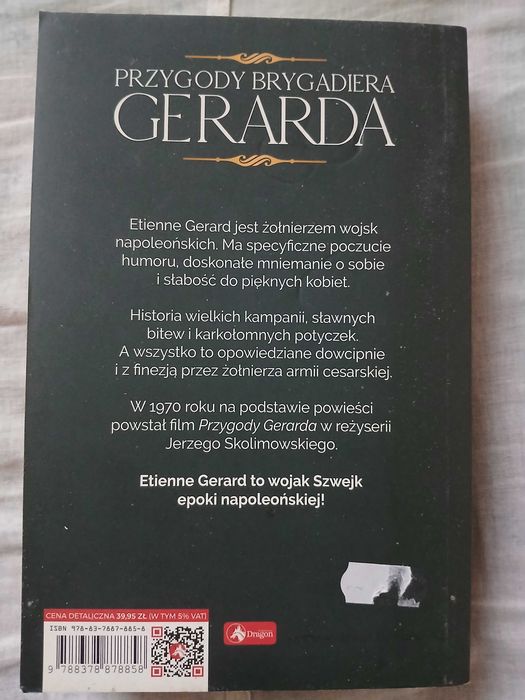 PRZYGODY BRYGADIERA
GERARDA
Etienne Gerard jest żołnierzem wojsk
napoleońskich. Ma specyficzne poczucie
humoru, doskonałe mniemanie o sobie
i słabość do pięknych kobiet.
Historia wielkich kampanii, sławnych
bitew i karkołomnych potyczek.
A wszystko to opowiedziane dowcipnie
i z finezją przez żołnierza armii cesarskiej.
W 1970 roku na podstawie powieści
powstał film Przygody Gerarda w reżyserii
Jerzego Skolimowskiego.
Etienne Gerard to wojak Szwejk
epoki napoleońskiej!
CENA DETALICZNA 39,95 ZŁ (W TYM 5% VAT)
ISBN 978-83-7887-885-8
9 788378 878858
Dragon